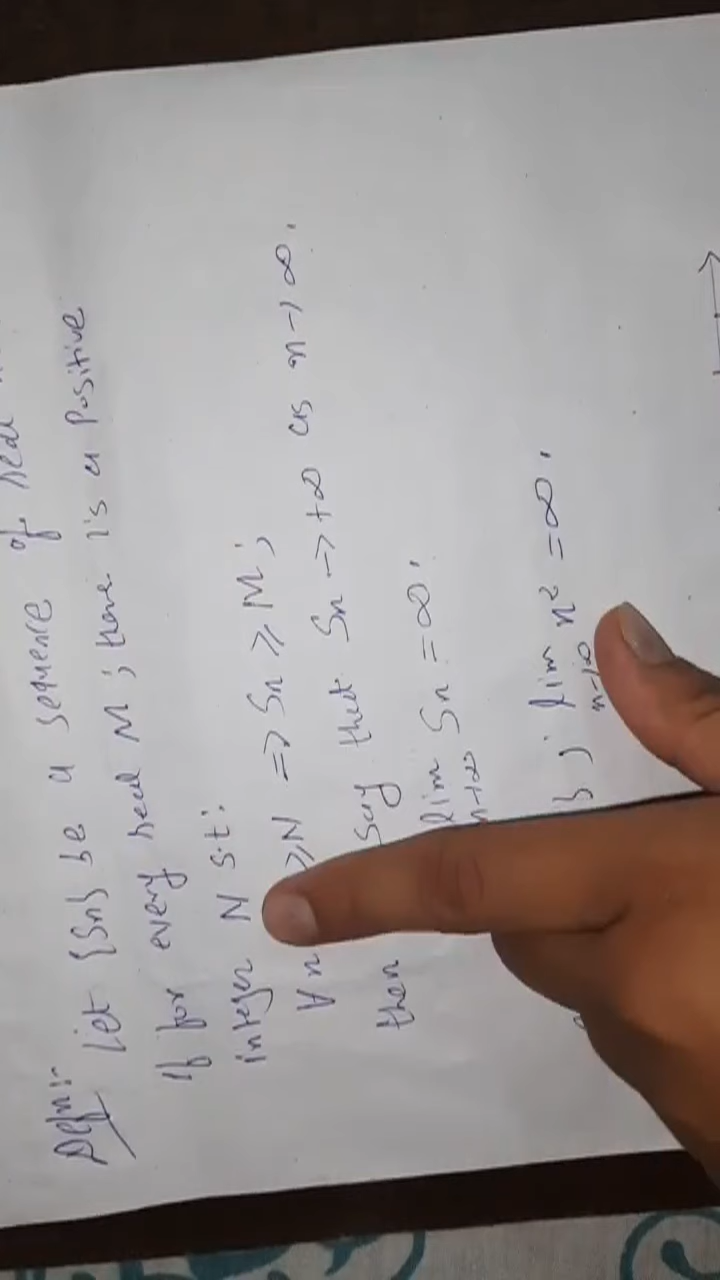 Defn:- Let {Sn} be a sequence of real
If for every real M ; there is a Positive
integer N s.t:
∀ n ≥ N => Sn ≥ M ;
then say that Sn → +∞ as n → ∞.
lim Sn = ∞.
n→∞
} ; lim n² = ∞.
n→∞